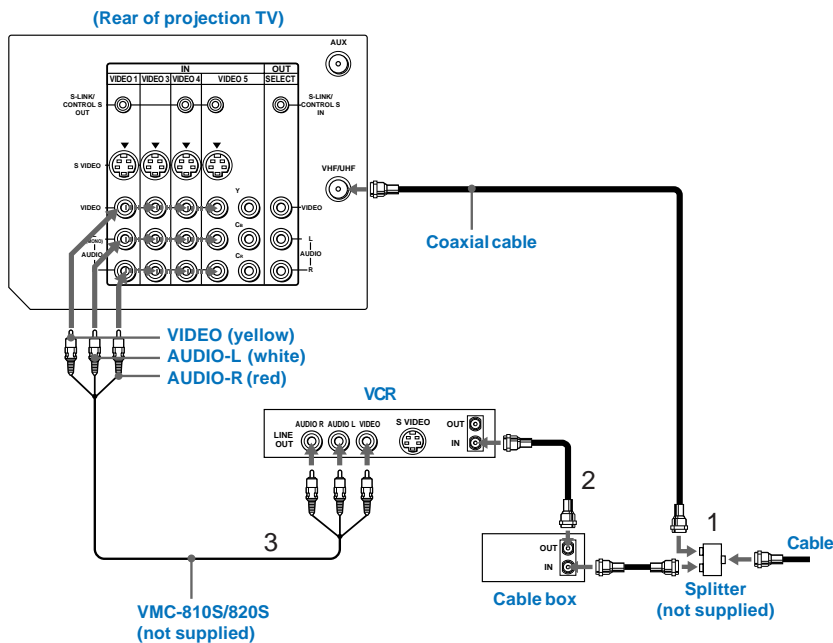 (Rear of projection TV)
AUX
IN
OUT
VIDEO 1
VIDEO 3
VIDEO 4
VIDEO 5
SELECT
S-LINK/
CONTROL S
OUT
S-LINK/
CONTROL S
IN
S VIDEO
VHF/UHF
Y
VIDEO
VIDEO
CB
L
(MONO)
AUDIO
AUDIO
CR
R
Coaxial cable
VIDEO (yellow)
AUDIO-L (white)
AUDIO-R (red)
VCR
LINE
OUT
AUDIO R
AUDIO L
VIDEO
S VIDEO
OUT
IN
2
3
1
OUT
IN
Cable
Cable box
Splitter
(not supplied)
VMC-810S/820S
(not supplied)